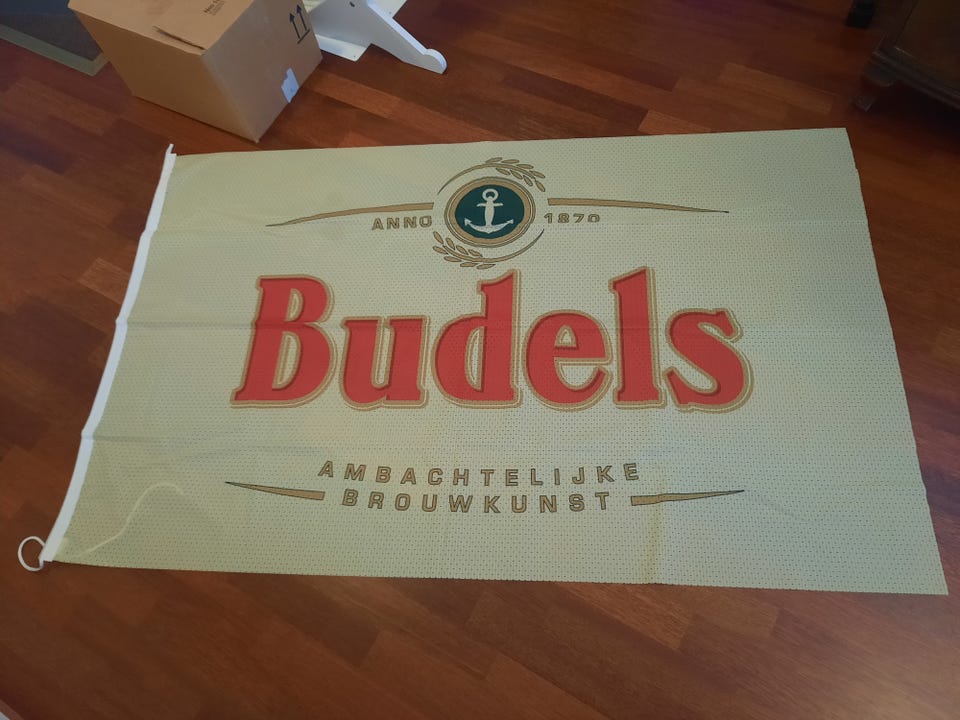 ANNO 1870
Budels
AMBACHTELIJKE
BROUWKUNST